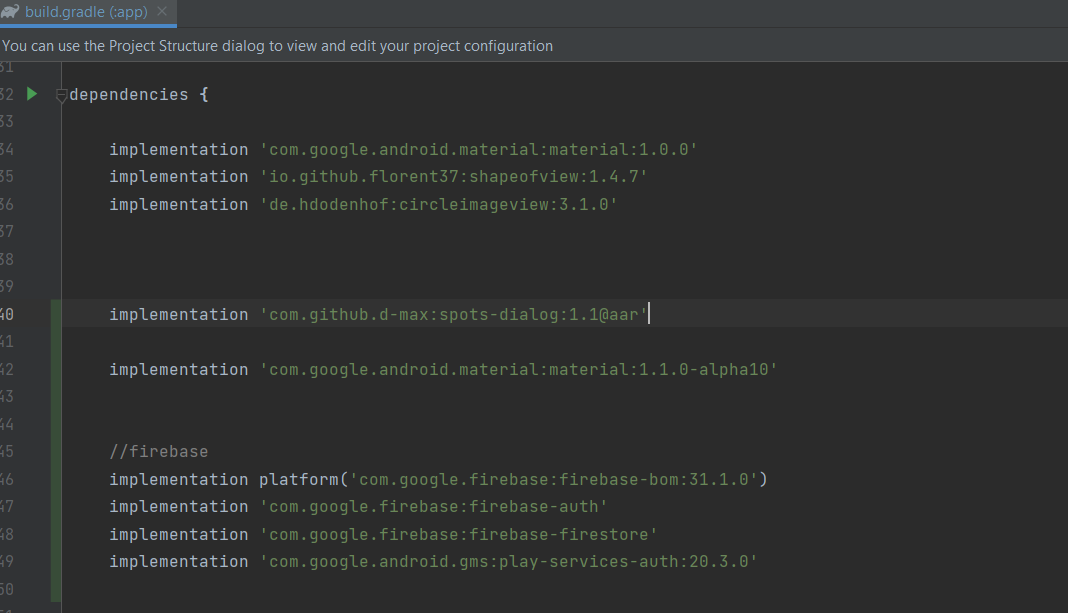 build.gradle (:app)
You can use the Project Structure dialog to view and edit your project configuration
31
32 dependencies {
33
34 implementation 'com.google.android.material:material:1.0.0'
35 implementation 'io.github.florent37:shapeofview:1.4.7'
36 implementation 'de.hdodenhof:circleimageview:3.1.0'
37
38
39
40 implementation 'com.github.d-max:spots-dialog:1.1@aar'
41
42 implementation 'com.google.android.material:material:1.1.0-alpha10'
43
44
45 //firebase
46 implementation platform('com.google.firebase:firebase-bom:31.1.0')
47 implementation 'com.google.firebase:firebase-auth'
48 implementation 'com.google.firebase:firebase-firestore'
49 implementation 'com.google.android.gms:play-services-auth:20.3.0'
50